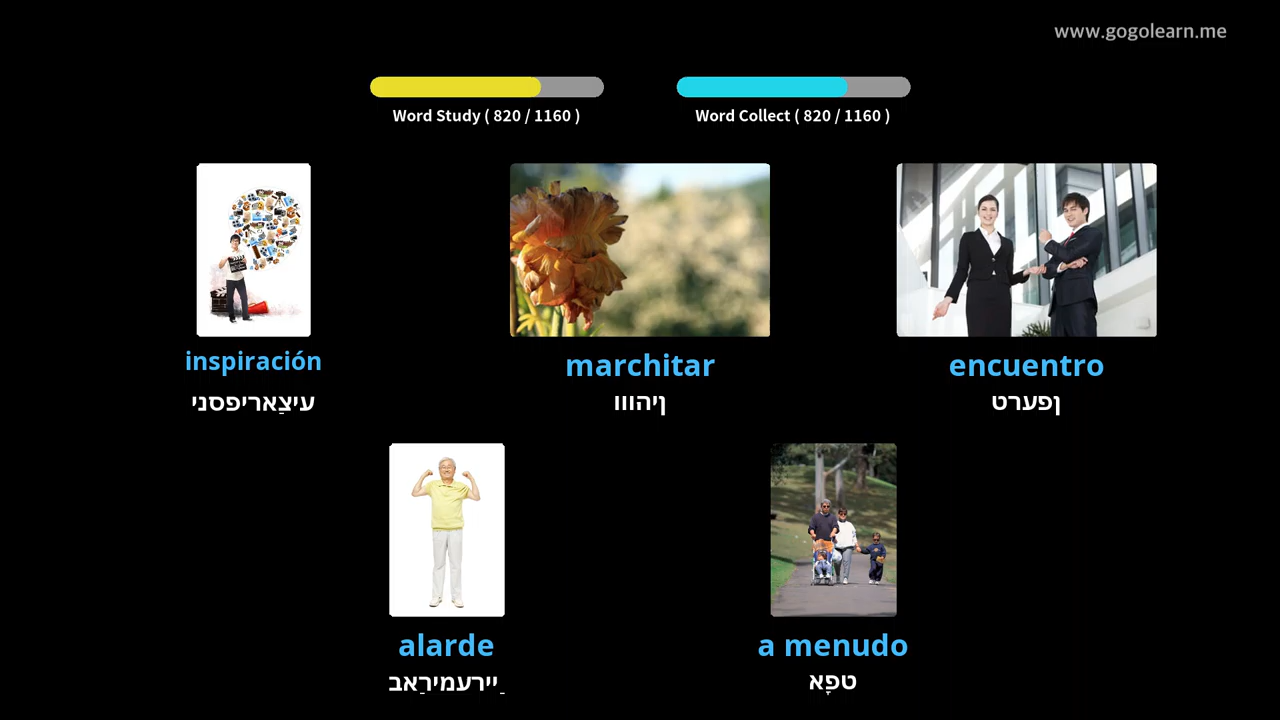 www.gogolearn.me
Word Study ( 820 / 1160 )
Word Collect ( 820 / 1160 )
inspiración
עיצַאריפסני
marchitar
ןיהווו
encuentro
ןפערט
alarde
ַיירעמירַאב
a menudo
טפָא